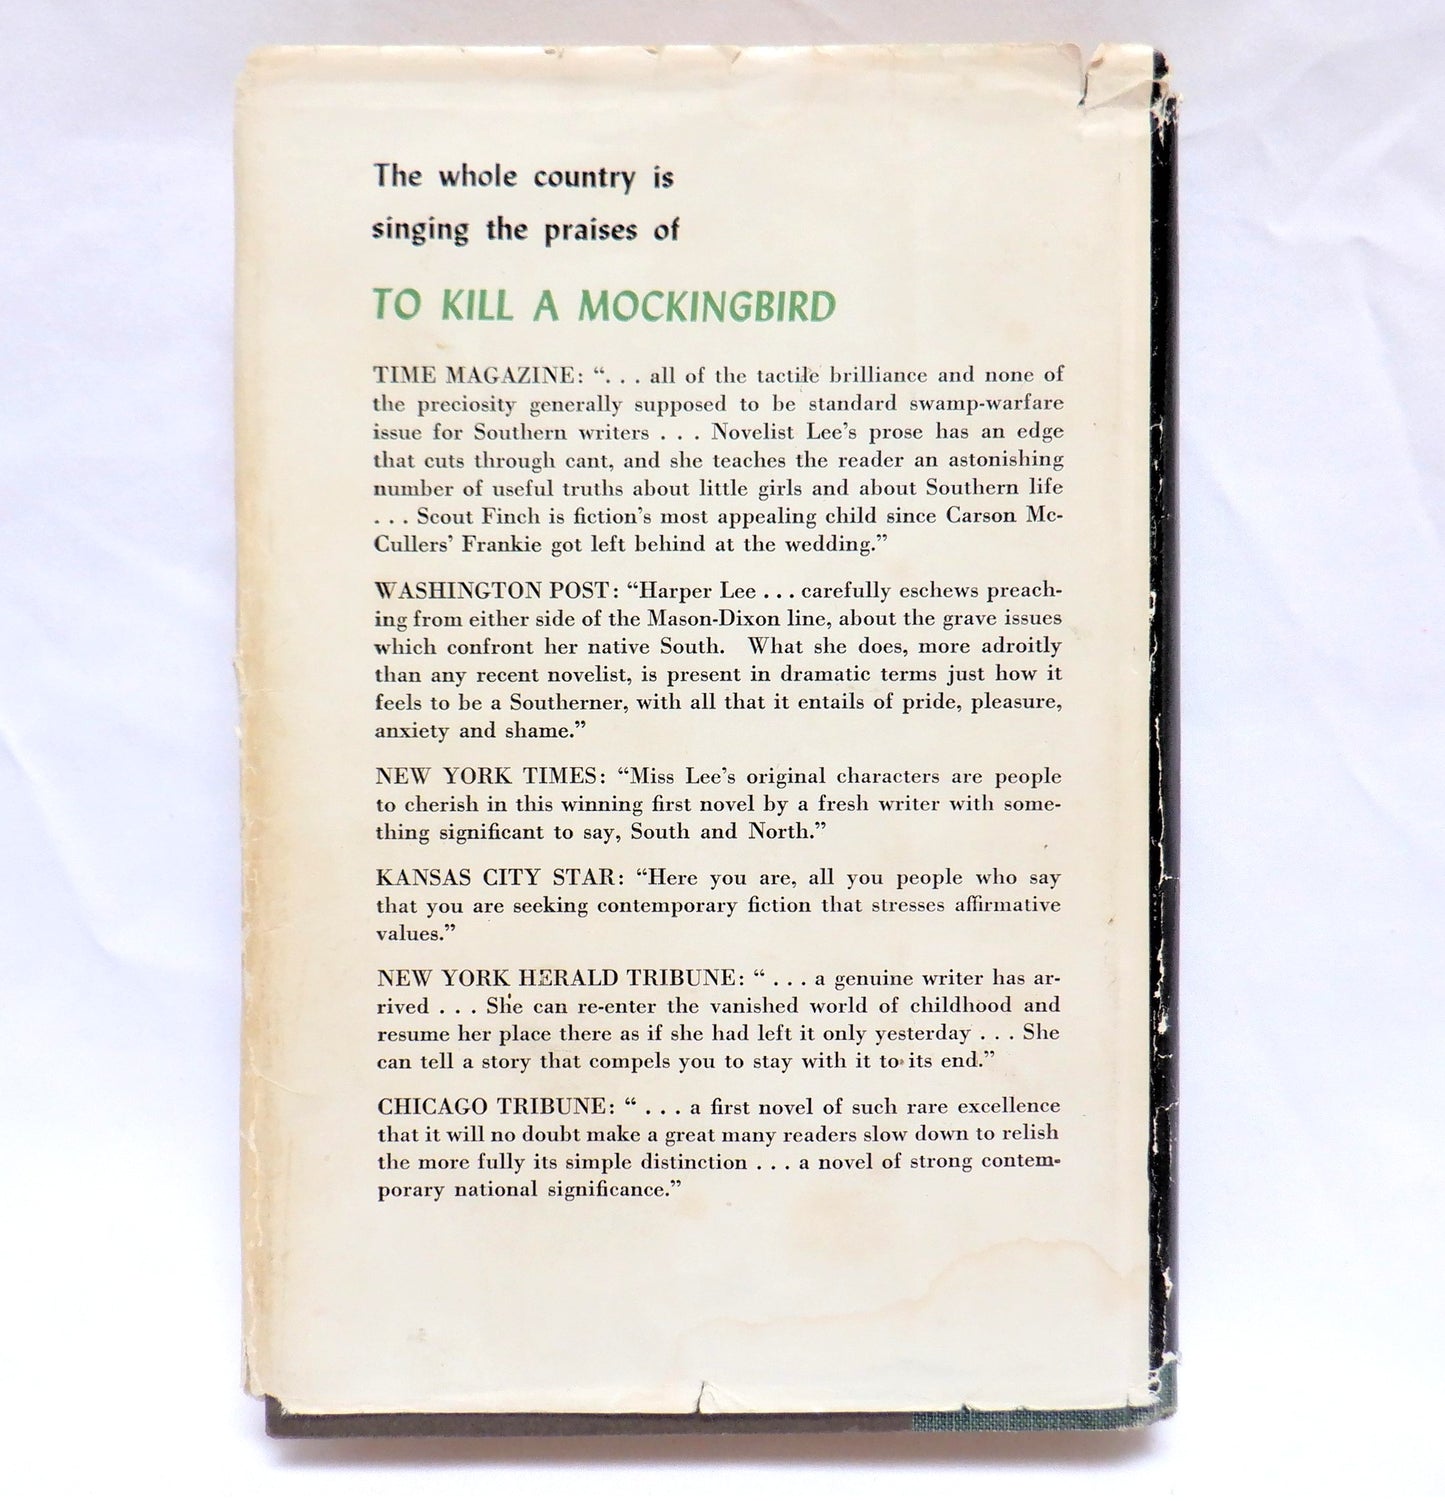 The whole country is
singing the praises of
TO KILL A MOCKINGBIRD
TIME MAGAZINE: “. . . all of the tactile brilliance and none of
the preciosity generally supposed to be standard swamp-warfare
issue for Southern writers . . . Novelist Lee’s prose has an edge
that cuts through cant, and she teaches the reader an astonishing
number of useful truths about little girls and about Southern life
. . . Scout Finch is fiction’s most appealing child since Carson Mc-
Cullers’ Frankie got left behind at the wedding.”
WASHINGTON POST: “Harper Lee . . . carefully eschews preach-
ing from either side of the Mason-Dixon line, about the grave issues
which confront her native South. What she does, more adroitly
than any recent novelist, is present in dramatic terms just how it
feels to be a Southerner, with all that it entails of pride, pleasure,
anxiety and shame.”
NEW YORK TIMES: “Miss Lee’s original characters are people
to cherish in this winning first novel by a fresh writer with some-
thing significant to say, South and North.”
KANSAS CITY STAR: “Here you are, all you people who say
that you are seeking contemporary fiction that stresses affirmative
values.”
NEW YORK HERALD TRIBUNE: “ . . . a genuine writer has ar-
rived . . . She can re-enter the vanished world of childhood and
resume her place there as if she had left it only yesterday . . . She
can tell a story that compels you to stay with it to its end.”
CHICAGO TRIBUNE: “ . . . a first novel of such rare excellence
that it will no doubt make a great many readers slow down to relish
the more fully its simple distinction . . . a novel of strong contem-
porary national significance.”